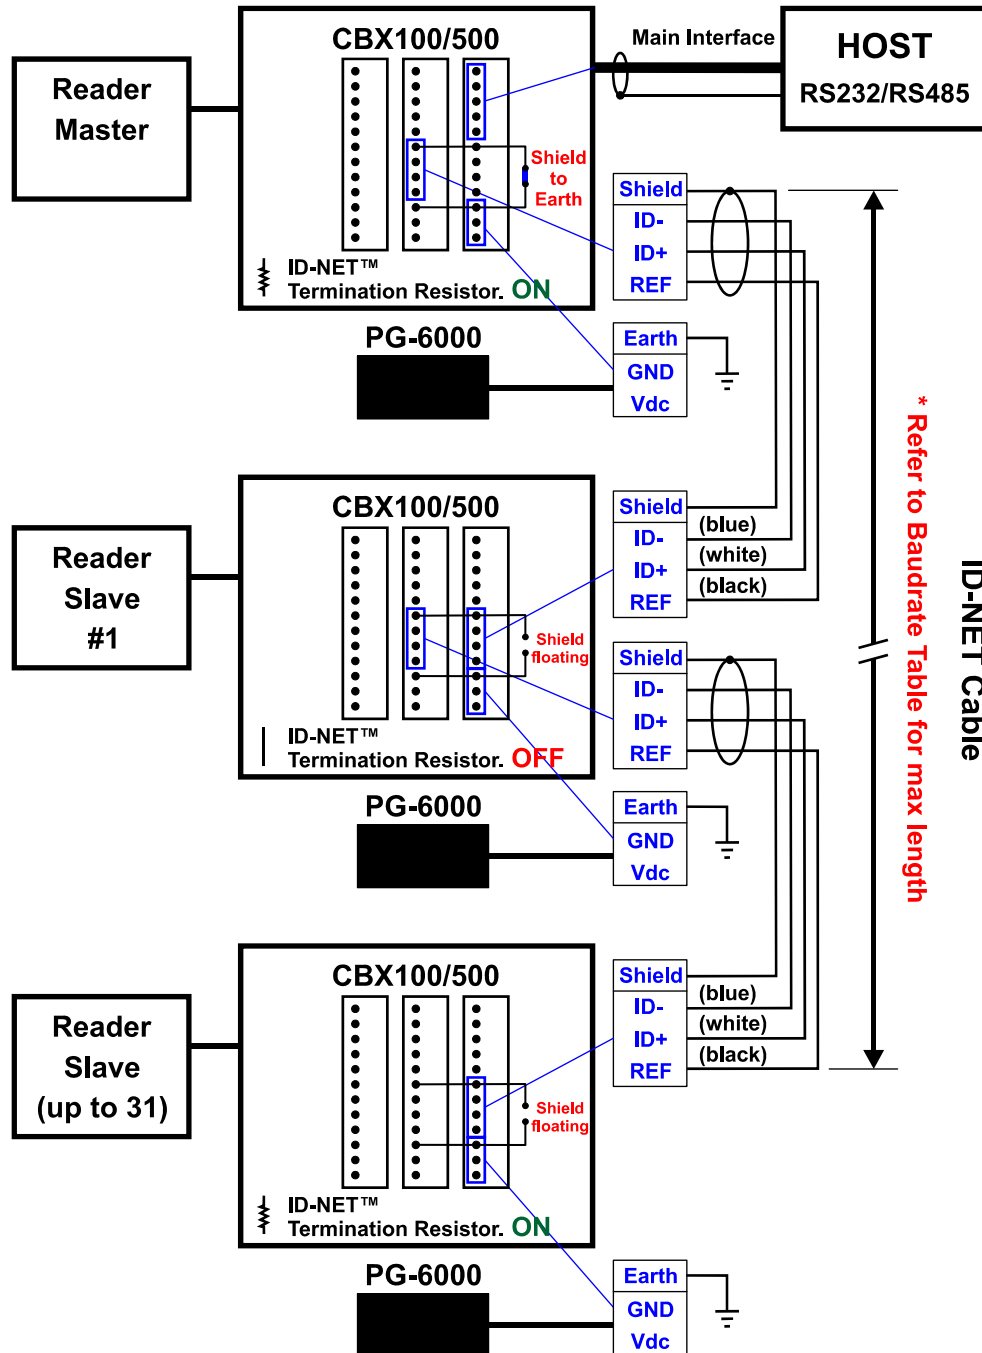 CBX100/500
Main Interface
HOST
RS232/RS485
Reader
Master
Shield
to
Earth
Shield
ID-
ID+
REF
ID-NET™
Termination Resistor. ON
PG-6000
Earth
GND
Vdc
* Refer to Baudrate Table for max length
ID-NET Cable
CBX100/500
Reader
Slave
#1
Shield
ID-
ID+
REF
(blue)
(white)
(black)
Shield
floating
Shield
ID-
ID+
REF
ID-NET™
Termination Resistor. OFF
PG-6000
Earth
GND
Vdc
CBX100/500
Reader
Slave
(up to 31)
Shield
ID-
ID+
REF
(blue)
(white)
(black)
Shield
floating
ID-NET™
Termination Resistor. ON
PG-6000
Earth
GND
Vdc